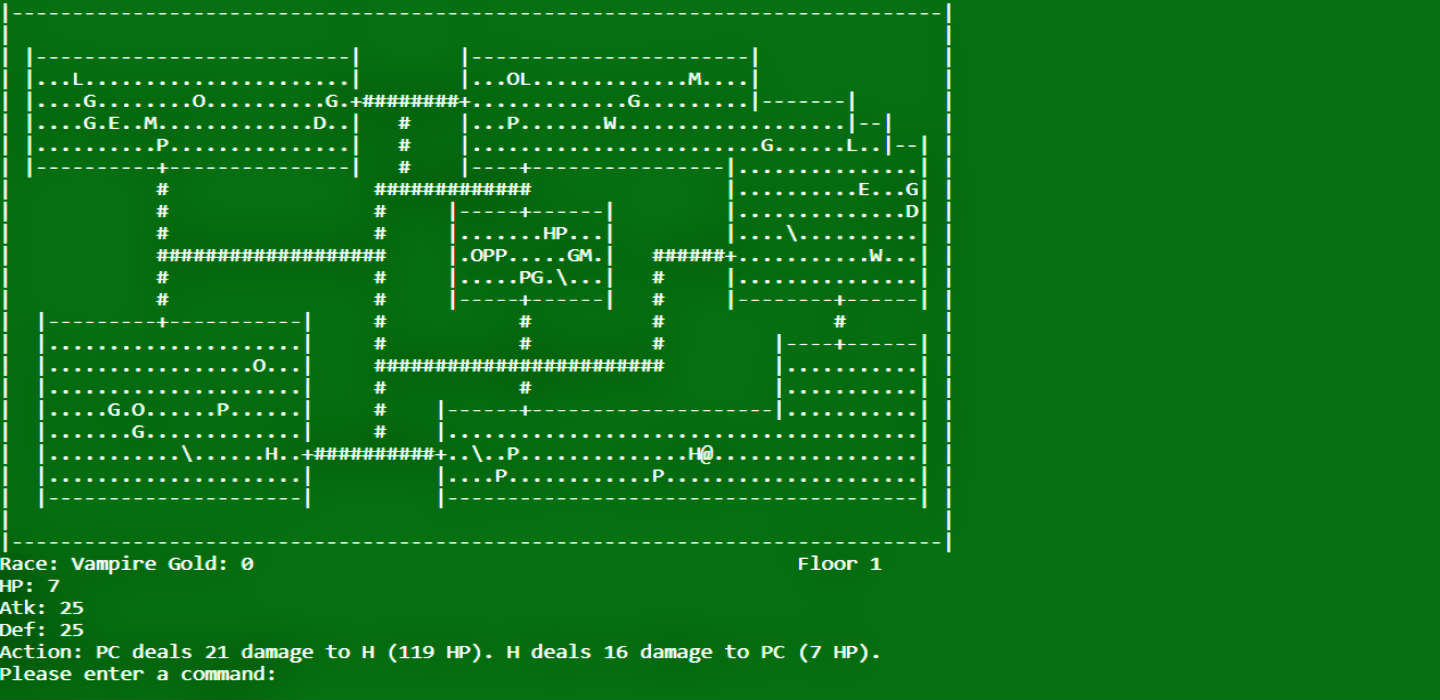 |-----------------------------------------------------------------------------|
|                                                                             |
| |--------------------------|        |-----------------------|               |
| |...L......................|        |...OL.............M....|               |
| |....G........O..........G.+########+.............G.........|-------|       |
| |....G.E..M.............D..|   #    |...P.......W...................|--|    |
| |..........P...............|   #    |........................G......L..|--| |
| |----------+---------------|   #    |----+----------------|...............| |
|            #                 #############                |..........E...G| |
|            #                 #     |-----+------|         |..............D| |
|            #                 #     |.......HP...|         |....\..........| |
|            ###################     |.OPP.....GM.|   ######+...........W...| |
|            #                 #     |.....PG.\...|   #     |...............| |
|            #                 #     |-----+------|   #     |--------+------| |
|  |---------+-----------|     #           #          #              #        |
|  |.....................|     #           #          #         |----+------| |
|  |.................O...|     ########################         |...........| |
|  |.....................|     #           #                    |...........| |
|  |.....G.O......P......|     #    |------+--------------------|...........| |
|  |.......G.............|     #    |.......................................| |
|  |...........\......H..+##########+..\..P..............H@.................| |
|  |.....................|          |....P............P.....................| |
|  |---------------------|          |---------------------------------------| |
|                                                                             |
|-----------------------------------------------------------------------------|
Race: Vampire Gold: 0                                             Floor 1
HP: 7
Atk: 25
Def: 25
Action: PC deals 21 damage to H (119 HP). H deals 16 damage to PC (7 HP).
Please enter a command: